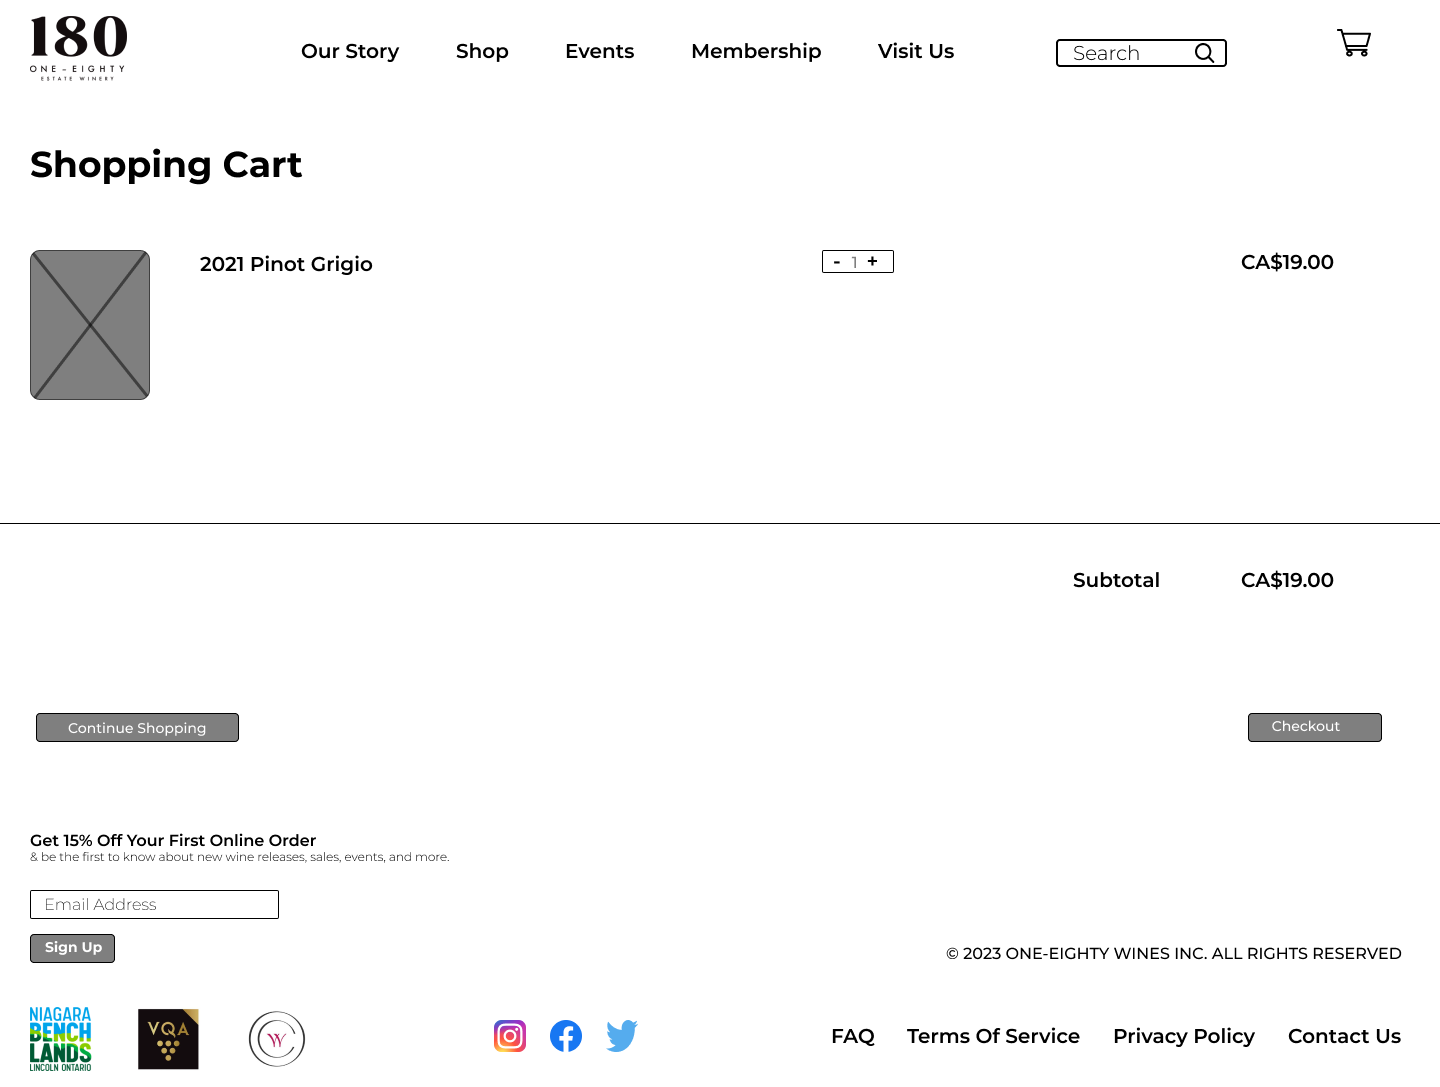 180
ONE-EIGHTY
ESTATE WINERY
Our Story
Shop
Events
Membership
Visit Us
Search
Shopping Cart
2021 Pinot Grigio
- 1 +
CA$19.00
Subtotal
CA$19.00
Continue Shopping
Checkout
Get 15% Off Your First Online Order
& be the first to know about new wine releases, sales, events, and more.
Email Address
Sign Up
© 2023 ONE-EIGHTY WINES INC. ALL RIGHTS RESERVED
NIAGARA
BENCH
LANDS
LINCOLN ONTARIO
VQA
FAQ
Terms Of Service
Privacy Policy
Contact Us